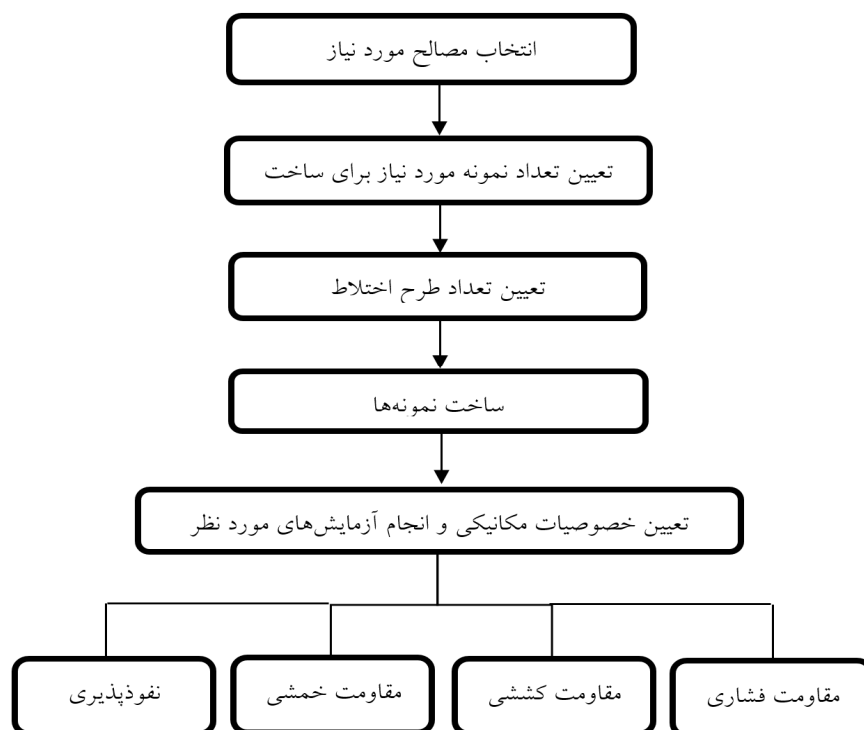 انتخاب مصالح مورد نیاز
تعیین تعداد نمونه مورد نیاز برای ساخت
تعیین تعداد طرح اختلاط
ساخت نمونه‌ها
تعیین خصوصیات مکانیکی و انجام آزمایش‌های مورد نظر
مقاومت فشاری
مقاومت کششی
مقاومت خمشی
نفوذپذیری